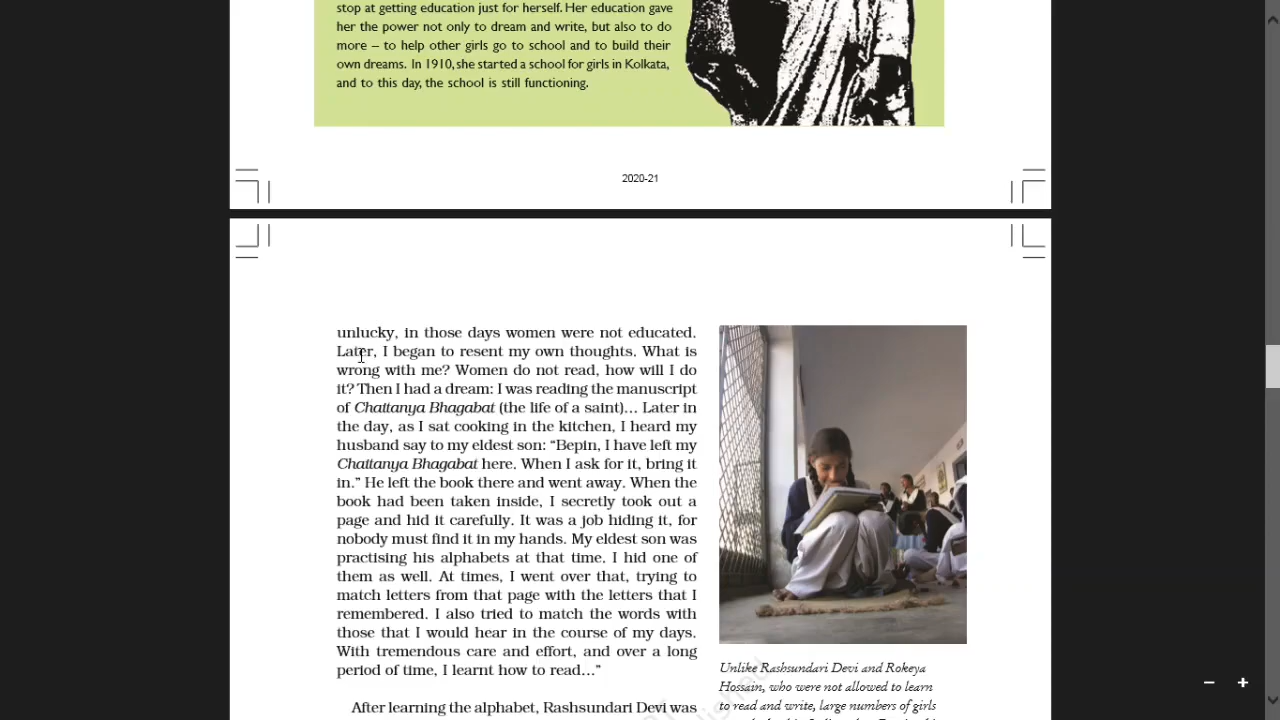 stop at getting education just for herself. Her education gave
her the power not only to dream and write, but also to do
more – to help other girls go to school and to build their
own dreams. In 1910, she started a school for girls in Kolkata,
and to this day, the school is still functioning.
2020-21
unlucky, in those days women were not educated.
Later, I began to resent my own thoughts. What is
wrong with me? Women do not read, how will I do
it? Then I had a dream: I was reading the manuscript
of Chaitanya Bhagabat (the life of a saint)... Later in
the day, as I sat cooking in the kitchen, I heard my
husband say to my eldest son: “Bepin, I have left my
Chaitanya Bhagabat here. When I ask for it, bring it
in.” He left the book there and went away. When the
book had been taken inside, I secretly took out a
page and hid it carefully. It was a job hiding it, for
nobody must find it in my hands. My eldest son was
practising his alphabets at that time. I hid one of
them as well. At times, I went over that, trying to
match letters from that page with the letters that I
remembered. I also tried to match the words with
those that I would hear in the course of my days.
With tremendous care and effort, and over a long
period of time, I learnt how to read...”
After learning the alphabet, Rashsundari Devi was
Unlike Rashsundari Devi and Rokeya
Hossain, who were not allowed to learn
to read and write, large numbers of girls